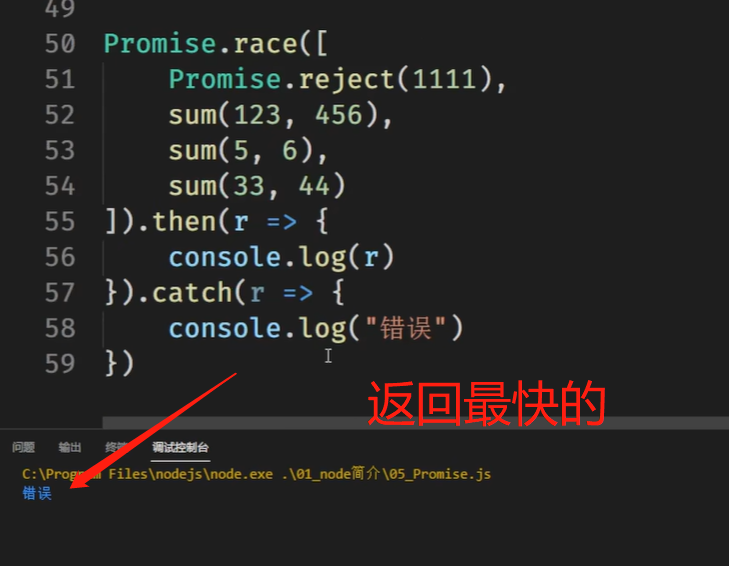 49
50 Promise.race([
51     Promise.reject(1111),
52     sum(123, 456),
53     sum(5, 6),
54     sum(33, 44)
55 ]).then(r => {
56     console.log(r)
57 }).catch(r => {
58     console.log("错误")
59 })
返回最快的
问题 输出 终端 调试控制台
C:\Program Files\nodejs\node.exe .\01_node简介\05_Promise.js
错误